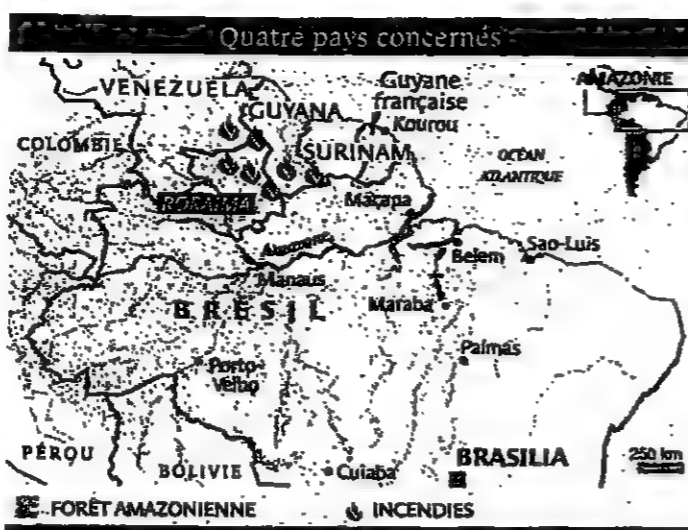 Quatre pays concernés
VENEZUELA
GUYANA
Guyane
française
Kourou
AMAZONIE
COLOMBIE
SURINAM
OCÉAN
ATLANTIQUE
RORAIMA
Macapa
Amazone
Belem
Sao-Luis
Manaus
BRÉSIL
Maraba
Palmas
Porto-
Velho
PÉROU
BOLIVIE
Cuiaba
BRASILIA
250 km
FORÊT AMAZONIENNE
INCENDIES